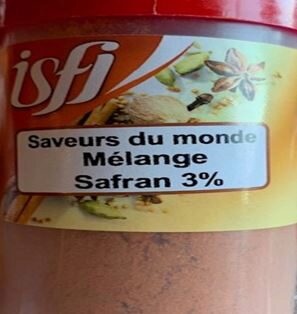 isfi
Saveurs du monde
Mélange
Safran 3%